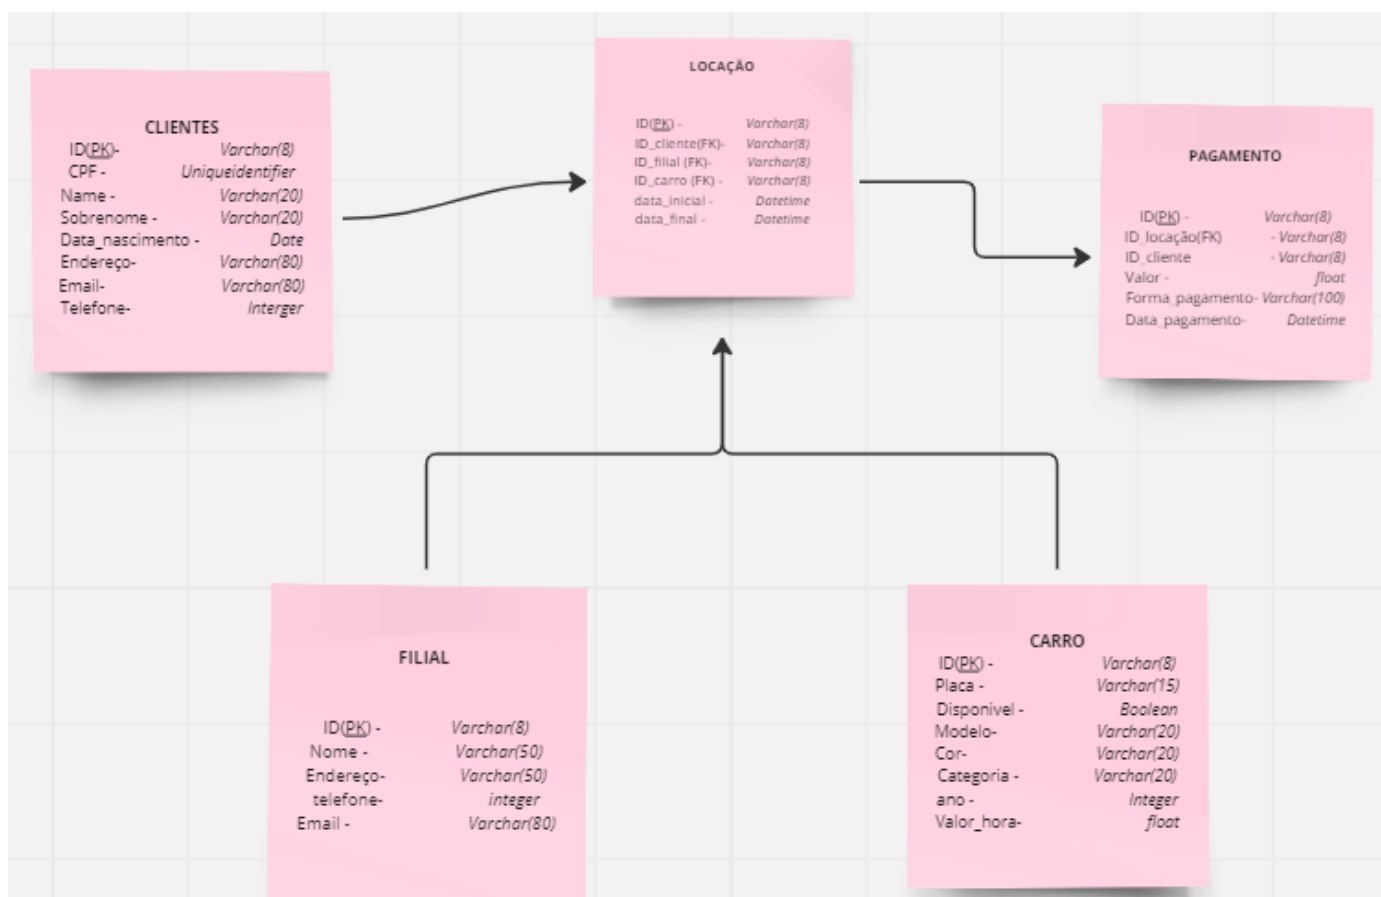 CLIENTES
ID(PK)- Varchar(8)
CPF - Uniqueidentifier
Name - Varchar(20)
Sobrenome - Varchar(20)
Data_nascimento - Date
Endereço- Varchar(80)
Email- Varchar(80)
Telefone- Interger
LOCAÇÃO
ID(PK) - Varchar(8)
ID_cliente(FK)- Varchar(8)
ID_filial (FK)- Varchar(8)
ID_carro (FK) - Varchar(8)
data_inicial - Datetime
data_final - Datetime
PAGAMENTO
ID(PK) - Varchar(8)
ID_locação(FK) - Varchar(8)
ID_cliente - Varchar(8)
Valor - float
Forma_pagamento- Varchar(100)
Data_pagamento- Datetime
FILIAL
ID(PK) - Varchar(8)
Nome - Varchar(50)
Endereço- Varchar(50)
telefone- integer
Email - Varchar(80)
CARRO
ID(PK) - Varchar(8)
Placa - Varchar(15)
Disponivel - Boolean
Modelo- Varchar(20)
Cor- Varchar(20)
Categoria - Varchar(20)
ano - Integer
Valor_hora- float